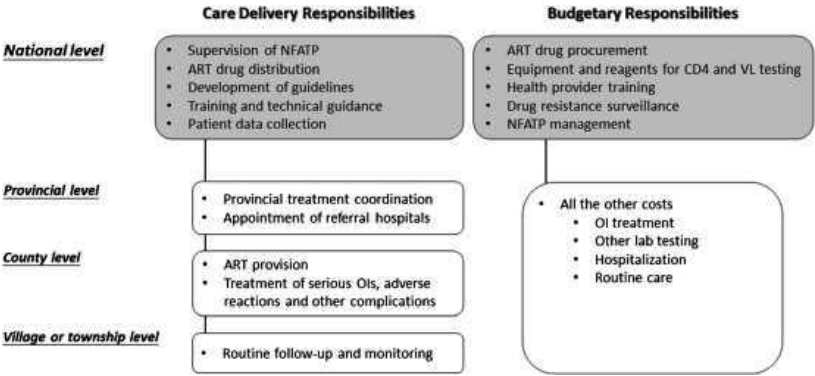 Care Delivery Responsibilities
Budgetary Responsibilities
National level
• Supervision of NFATP
• ART drug distribution
• Development of guidelines
• Training and technical guidance
• Patient data collection
• ART drug procurement
• Equipment and reagents for CD4 and VL testing
• Health provider training
• Drug resistance surveillance
• NFATP management
Provincial level
• Provincial treatment coordination
• Appointment of referral hospitals
• All the other costs
• OI treatment
• Other lab testing
• Hospitalization
• Routine care
County level
• ART provision
• Treatment of serious OIs, adverse
reactions and other complications
Village or township level
• Routine follow-up and monitoring